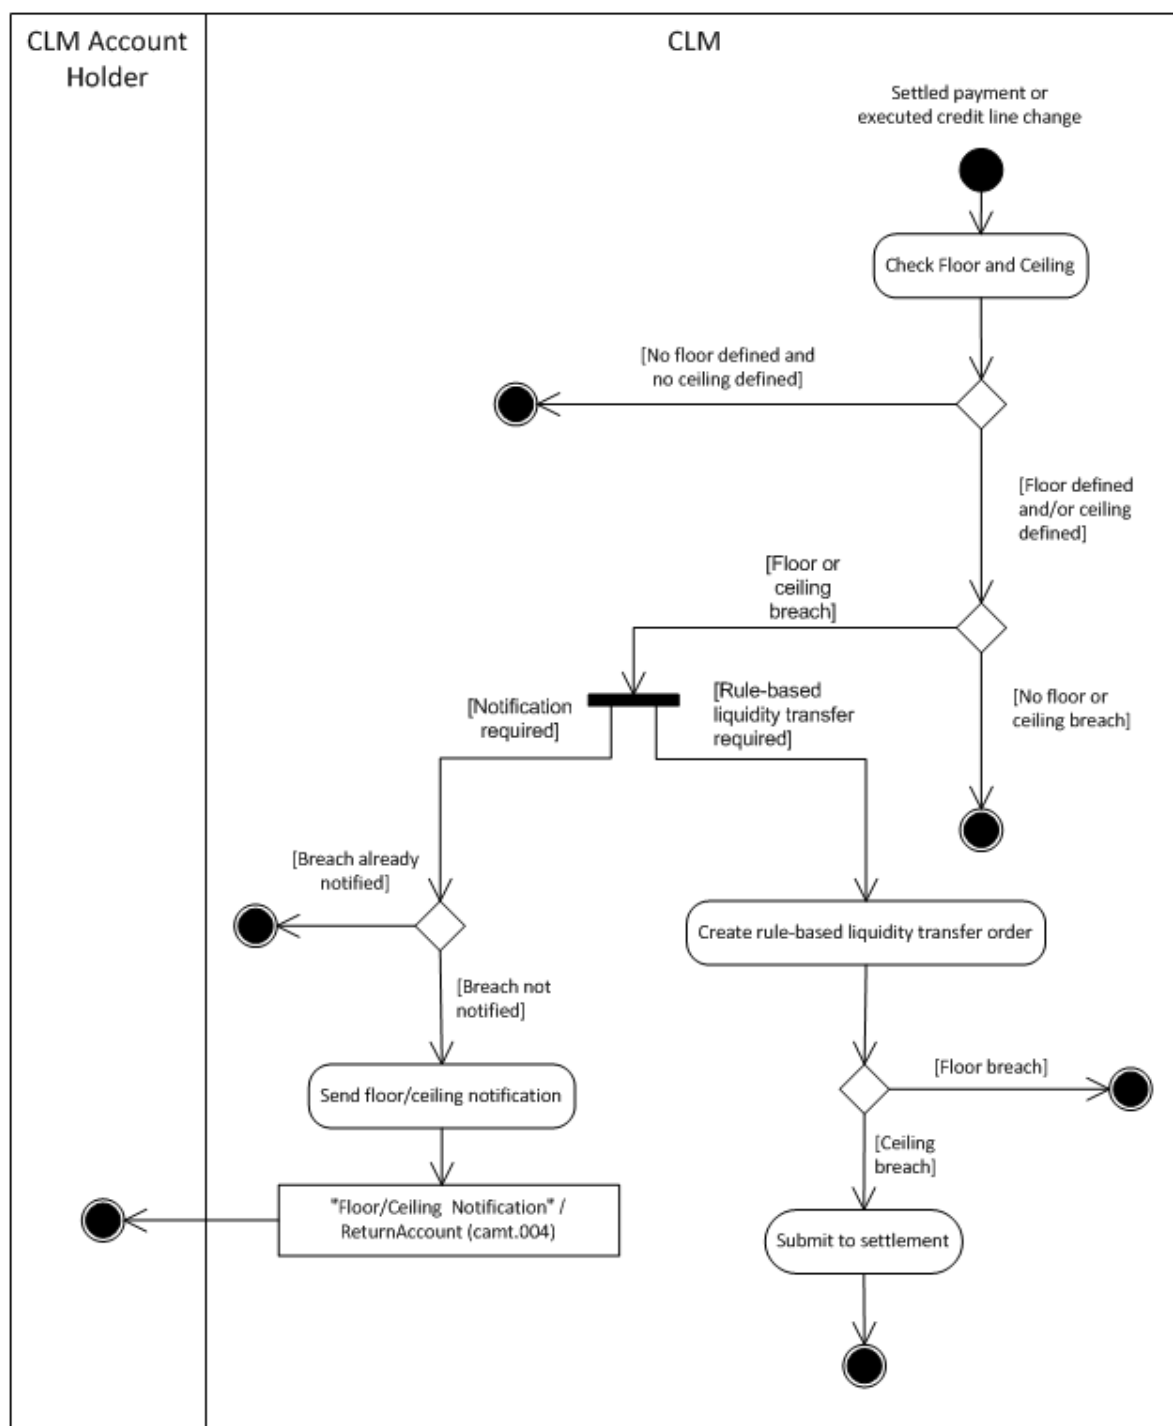 CLM Account
Holder
CLM
Settled payment or
executed credit line change
Check Floor and Ceiling
[No floor defined and
no ceiling defined]
[Floor defined
and/or ceiling
defined]
[Floor or
ceiling
breach]
[Notification
required]
[Rule-based
liquidity transfer
required]
[No floor or
ceiling breach]
[Breach already
notified]
Create rule-based liquidity transfer order
[Breach not
notified]
[Floor breach]
Send floor/ceiling notification
[Ceiling
breach]
"Floor/Ceiling Notification" /
ReturnAccount (camt.004)
Submit to settlement